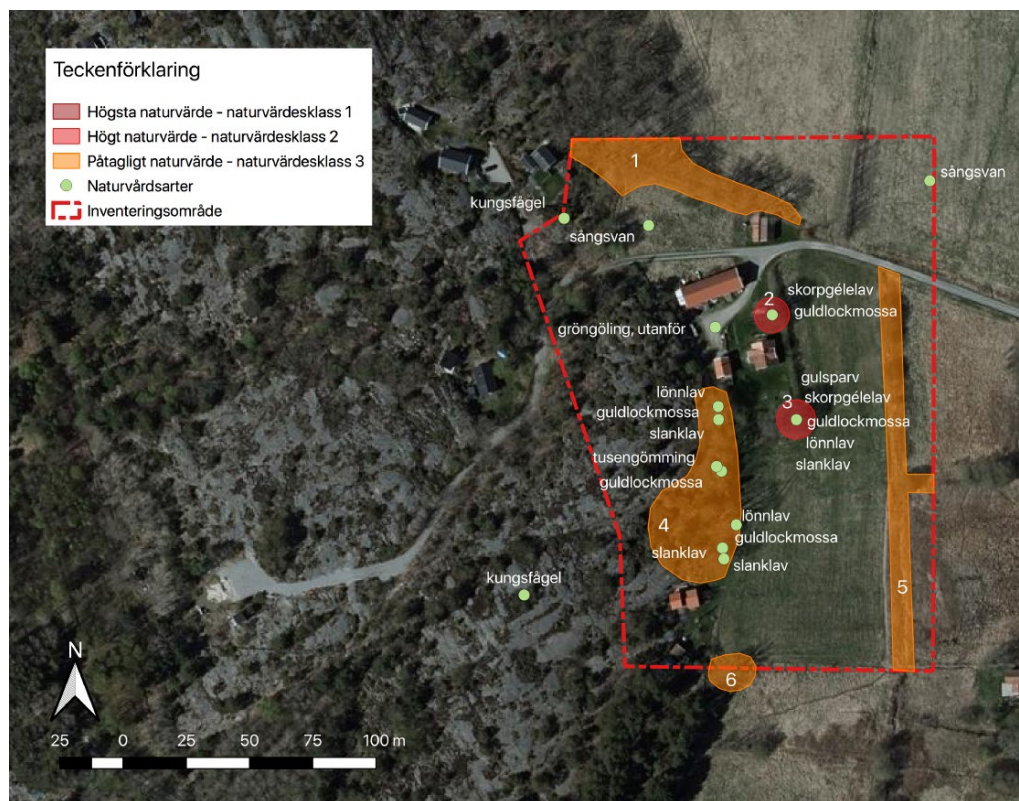 Teckenförklaring
Högsta naturvärde - naturvärdesklass 1
Högt naturvärde - naturvärdesklass 2
Påtagligt naturvärde - naturvärdesklass 3
Naturvårdsarter
Inventeringsområde
1
sångsvan
kungsfågel
sångsvan
2
skorpgélelav
guldlockmossa
gröngöling, utanför
gulsparv
skorpgélelav
3
guldlockmossa
lönnlav
slanklav
lönnlav
guldlockmossa
slanklav
tusengömming
guldlockmossa
4
lönnlav
guldlockmossa
slanklav
slanklav
kungsfågel
5
6
N
25 0 25 50 75 100 m